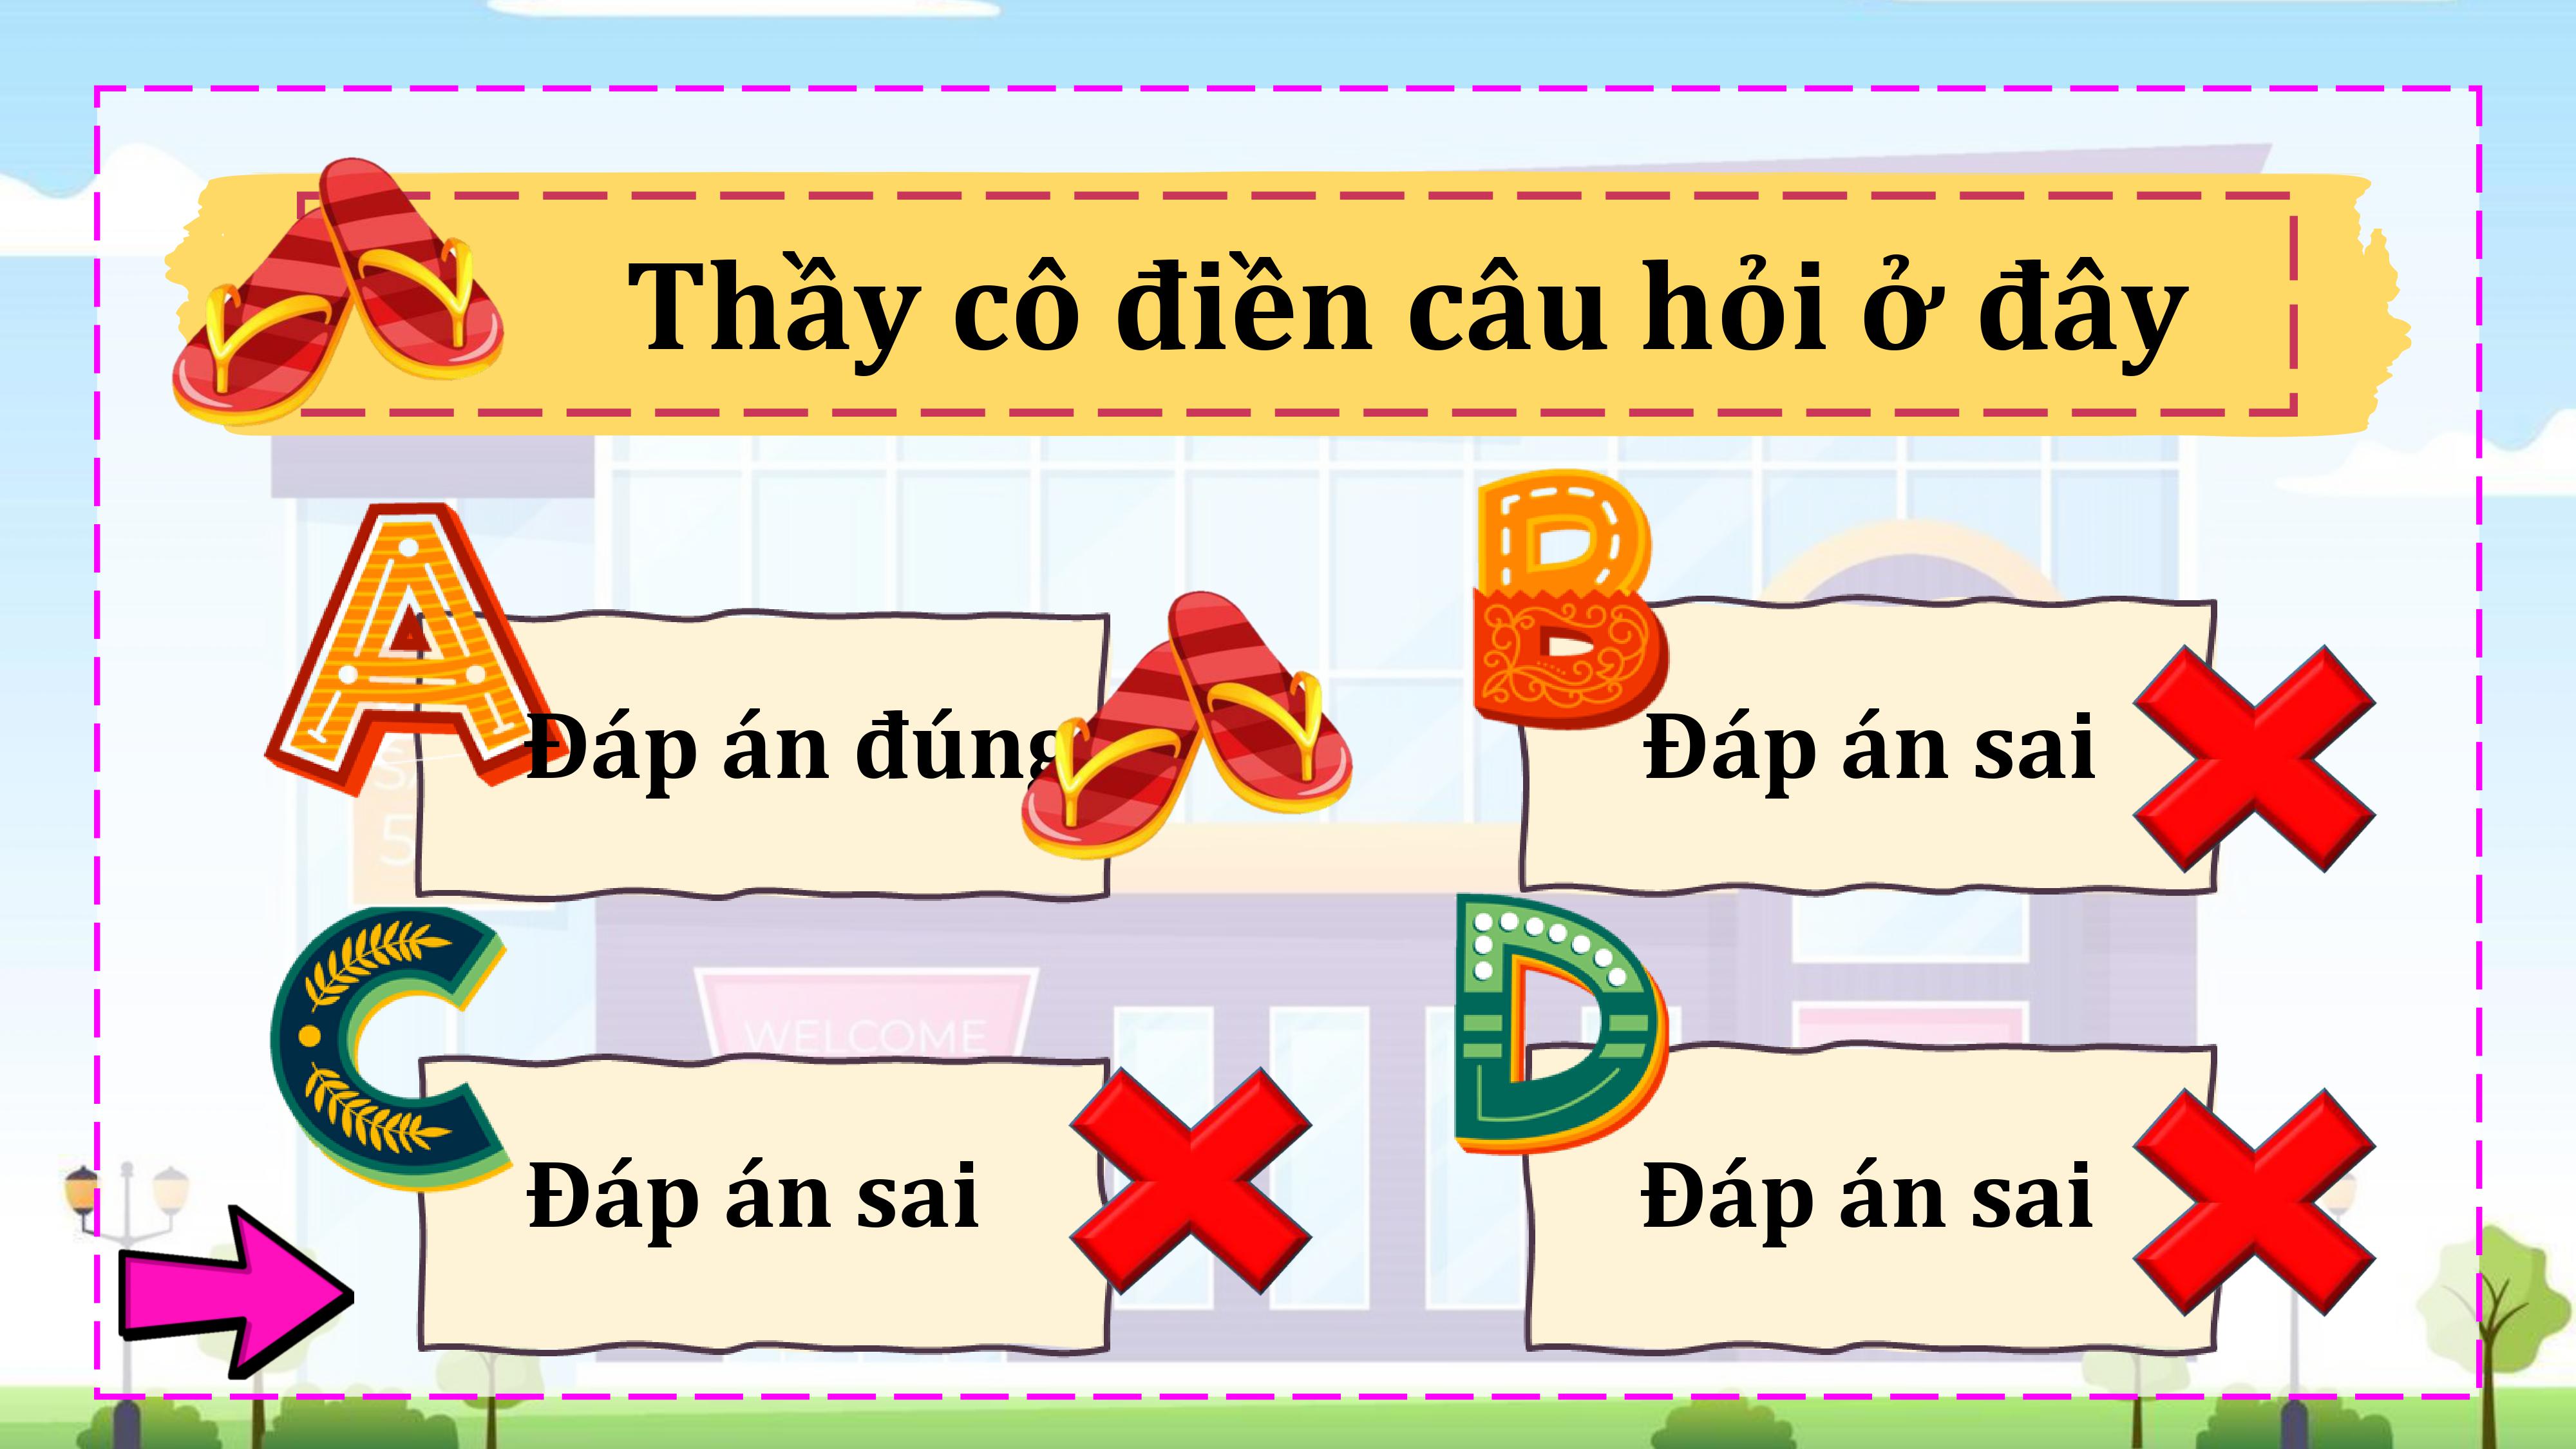 Thầy cô điền câu hỏi ở đây
A
Đáp án đúng
B
Đáp án sai
C
Đáp án sai
D
Đáp án sai
WELCOME